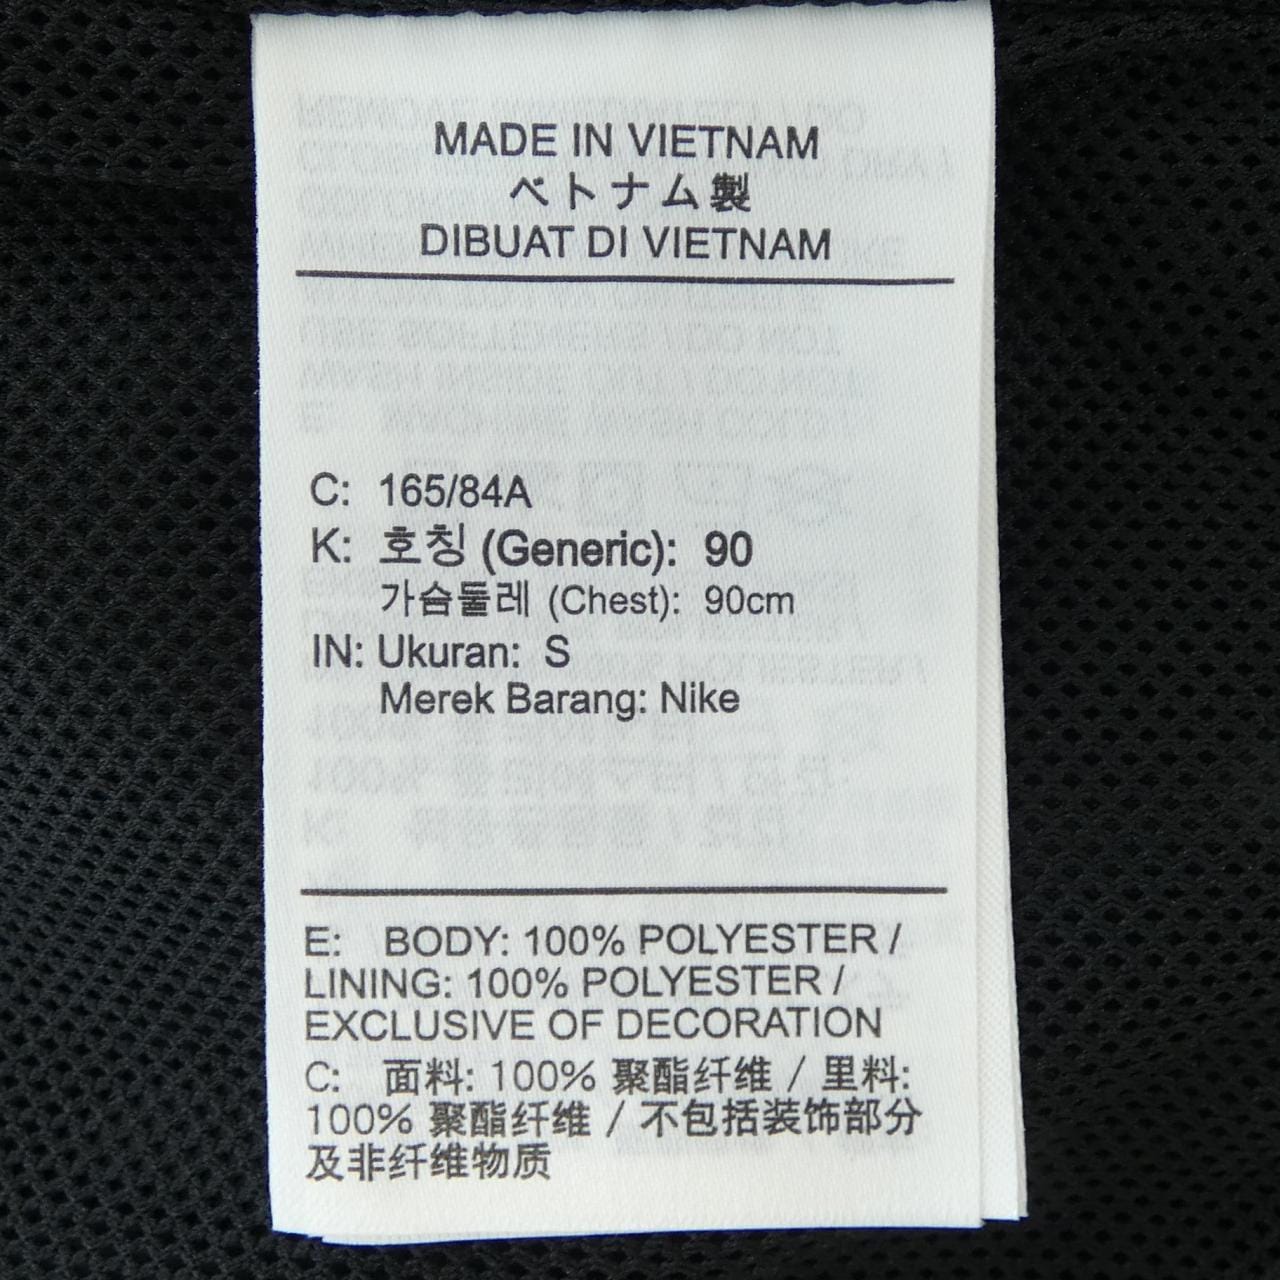 MADE IN VIETNAM
ベトナム製
DIBUAT DI VIETNAM
C: 165/84A
K: 호칭 (Generic): 90
가슴둘레 (Chest): 90cm
IN: Ukuran: S
Merek Barang: Nike
E: BODY: 100% POLYESTER /
LINING: 100% POLYESTER /
EXCLUSIVE OF DECORATION
C: 面料: 100% 聚酯纤维 / 里料:
100% 聚酯纤维 / 不包括装饰部分
及非纤维物质